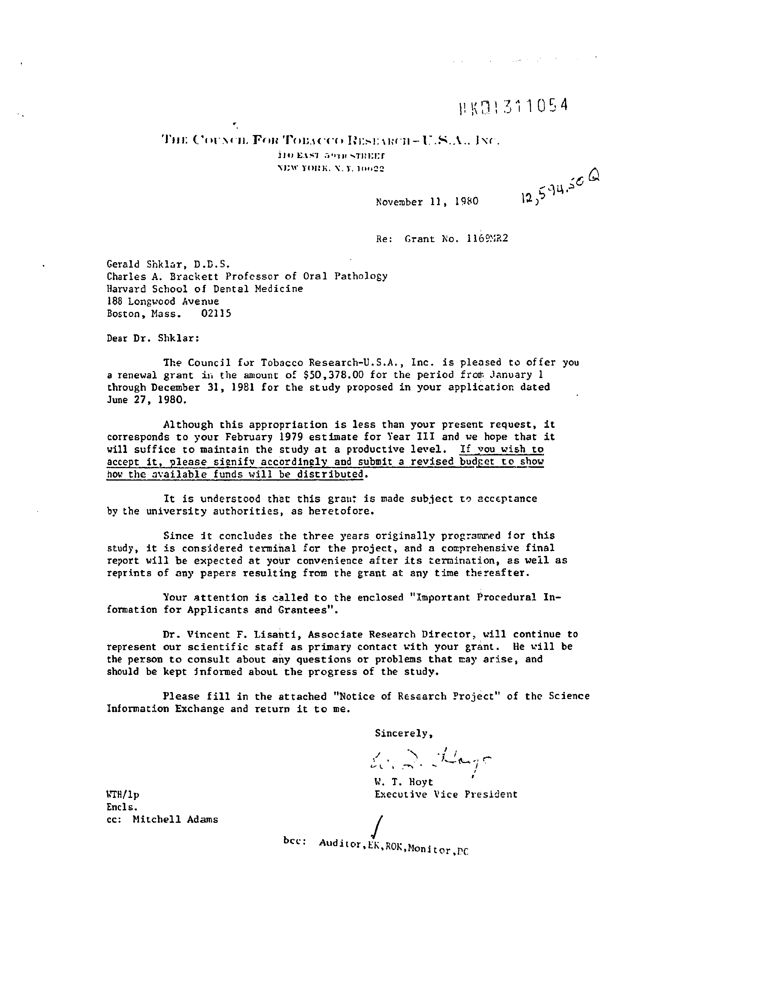 HK01311054
THE COUNCIL FOR TOBACCO RESEARCH-U.S.A., INC.
110 EAST 59TH STREET
NEW YORK, N.Y. 10022
12,594.50 Q
November 11, 1980
Re: Grant No. 1169MR2
Gerald Shklar, D.D.S.
Charles A. Brackett Professor of Oral Pathology
Harvard School of Dental Medicine
188 Longwood Avenue
Boston, Mass. 02115
Dear Dr. Shklar:
The Council for Tobacco Research-U.S.A., Inc. is pleased to offer you
a renewal grant in the amount of $50,378.00 for the period from January 1
through December 31, 1981 for the study proposed in your application dated
June 27, 1980.
Although this appropriation is less than your present request, it
corresponds to your February 1979 estimate for Year III and we hope that it
will suffice to maintain the study at a productive level. If you wish to
accept it, please signify accordingly and submit a revised budget to show
how the available funds will be distributed.
It is understood that this grant is made subject to acceptance
by the university authorities, as heretofore.
Since it concludes the three years originally programmed for this
study, it is considered terminal for the project, and a comprehensive final
report will be expected at your convenience after its termination, as well as
reprints of any papers resulting from the grant at any time thereafter.
Your attention is called to the enclosed "Important Procedural In-
formation for Applicants and Grantees".
Dr. Vincent F. Lisanti, Associate Research Director, will continue to
represent our scientific staff as primary contact with your grant. He will be
the person to consult about any questions or problems that may arise, and
should be kept informed about the progress of the study.
Please fill in the attached "Notice of Research Project" of the Science
Information Exchange and return it to me.
Sincerely,
W. T. Hoyt
W. T. Hoyt
Executive Vice President
WTH/lp
Encls.
cc: Mitchell Adams
bcc: Auditor,EK,ROK,Monitor,PC